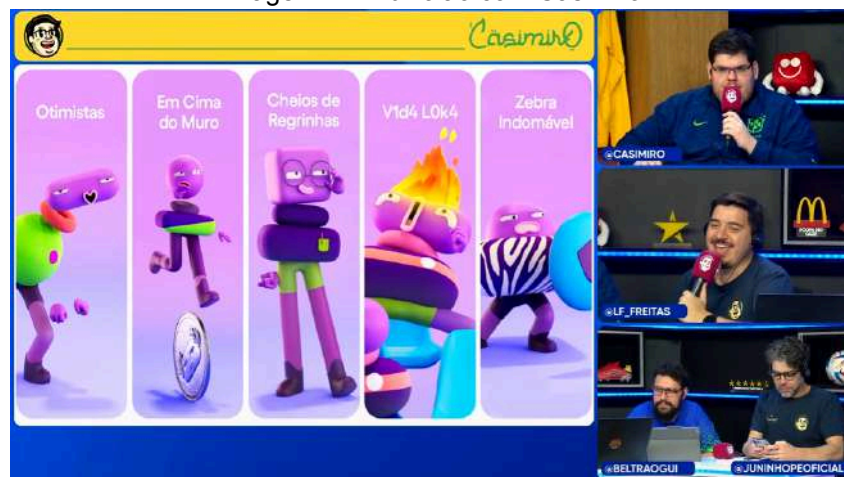 Casimiro
Otimistas
Em Cima
do Muro
Cheios de
Regrinhas
V1d4 L0k4
Zebra
Indomável
@CASIMIRO
@LF_FREITAS
@BELTRAOGUI
@JUNINHOPEOFICIAL